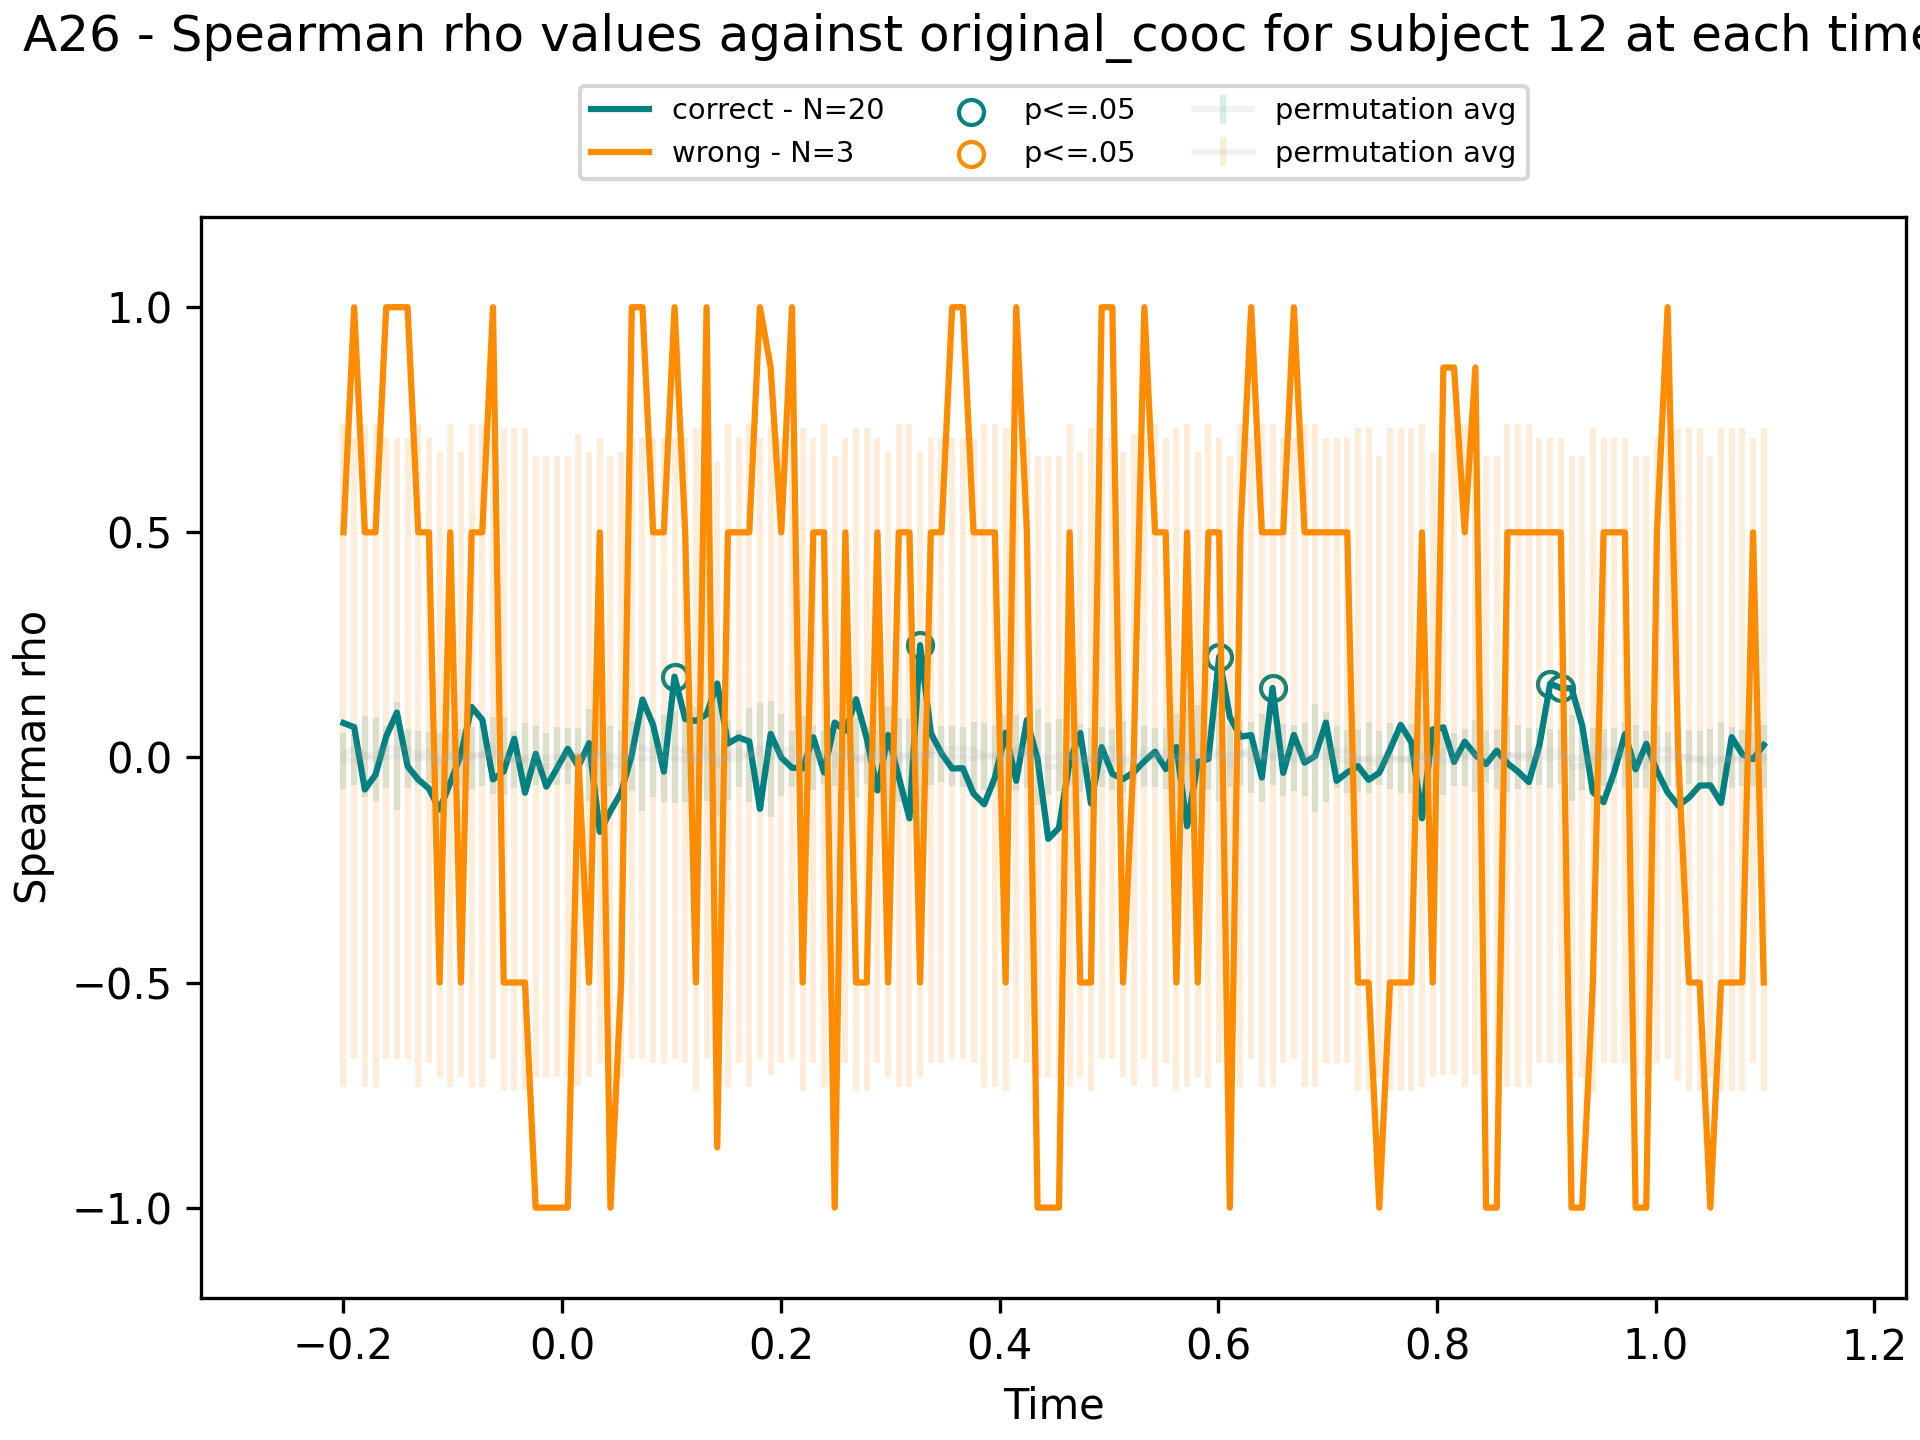 A26 - Spearman rho values against original_cooc for subject 12 at each time
correct - N=20 p<=.05 permutation avg
wrong - N=3 p<=.05 permutation avg
1.0
0.5
0.0
−0.5
−1.0
Spearman rho
−0.2 0.0 0.2 0.4 0.6 0.8 1.0 1.2
Time